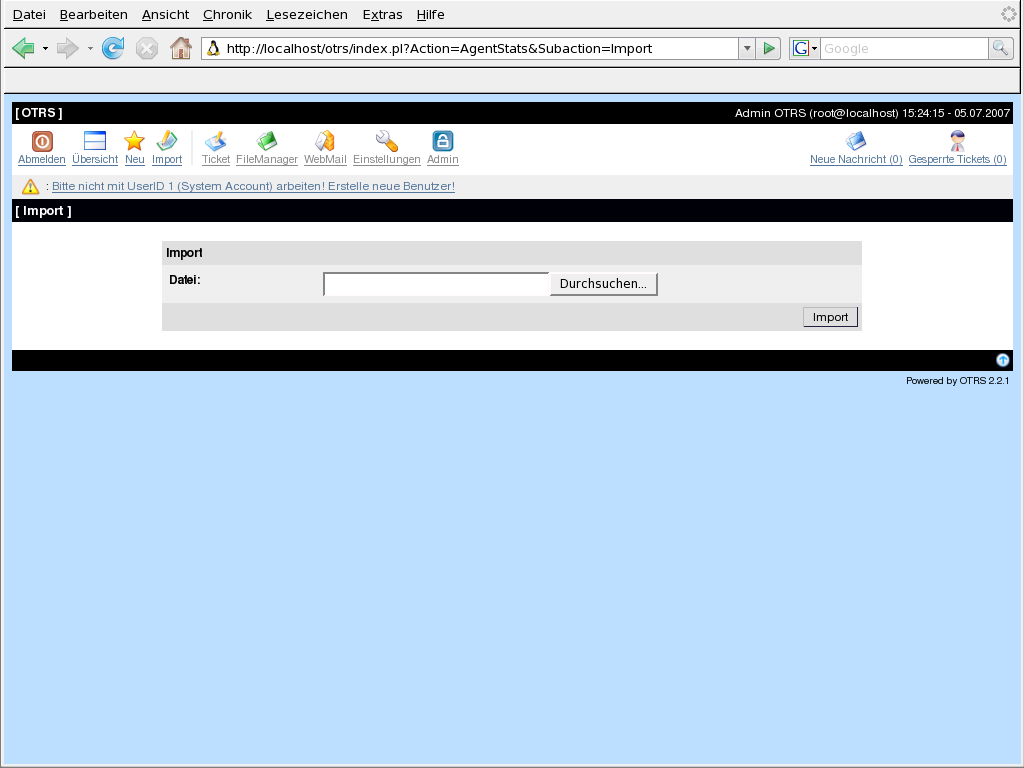 Datei Bearbeiten Ansicht Chronik Lesezeichen Extras Hilfe
http://localhost/otrs/index.pl?Action=AgentStats&Subaction=Import G Google
[ OTRS ] Admin OTRS (root@localhost) 15:24:15 - 05.07.2007
Abmelden Übersicht Neu Import Ticket FileManager WebMail Einstellungen Admin Neue Nachricht (0) Gesperrte Tickets (0)
: Bitte nicht mit UserID 1 (System Account) arbeiten! Erstelle neue Benutzer!
[ Import ]
Import
Datei: Durchsuchen...
Import
Powered by OTRS 2.2.1